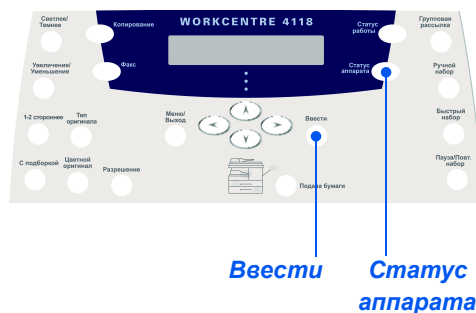 WORKCENTRE 4118
Светлее/
Темнее
Копирование
Статус
работы
Групповая
рассылка
Увеличение/
Уменьшение
Факс
Статус
аппарата
Ручной
набор
1-2 стороннее
Тип
оригинала
Меню/
Выход
Ввести
Быстрый
набор
С подборкой
Цветной
оригинал
Разрешение
Подача бумаги
Пауза/Повт.
набор
Ввести
Статус
аппарата